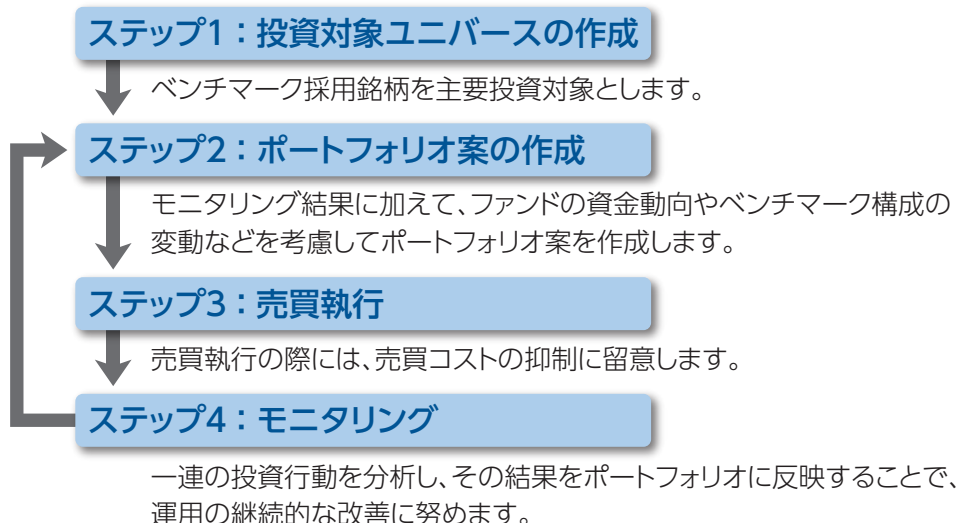 ステップ1：投資対象ユニバースの作成
ベンチマーク採用銘柄を主要投資対象とします。
ステップ2：ポートフォリオ案の作成
モニタリング結果に加えて、ファンドの資金動向やベンチマーク構成の
変動などを考慮してポートフォリオ案を作成します。
ステップ3：売買執行
売買執行の際には、売買コストの抑制に留意します。
ステップ4：モニタリング
一連の投資行動を分析し、その結果をポートフォリオに反映することで、
運用の継続的な改善に努めます。